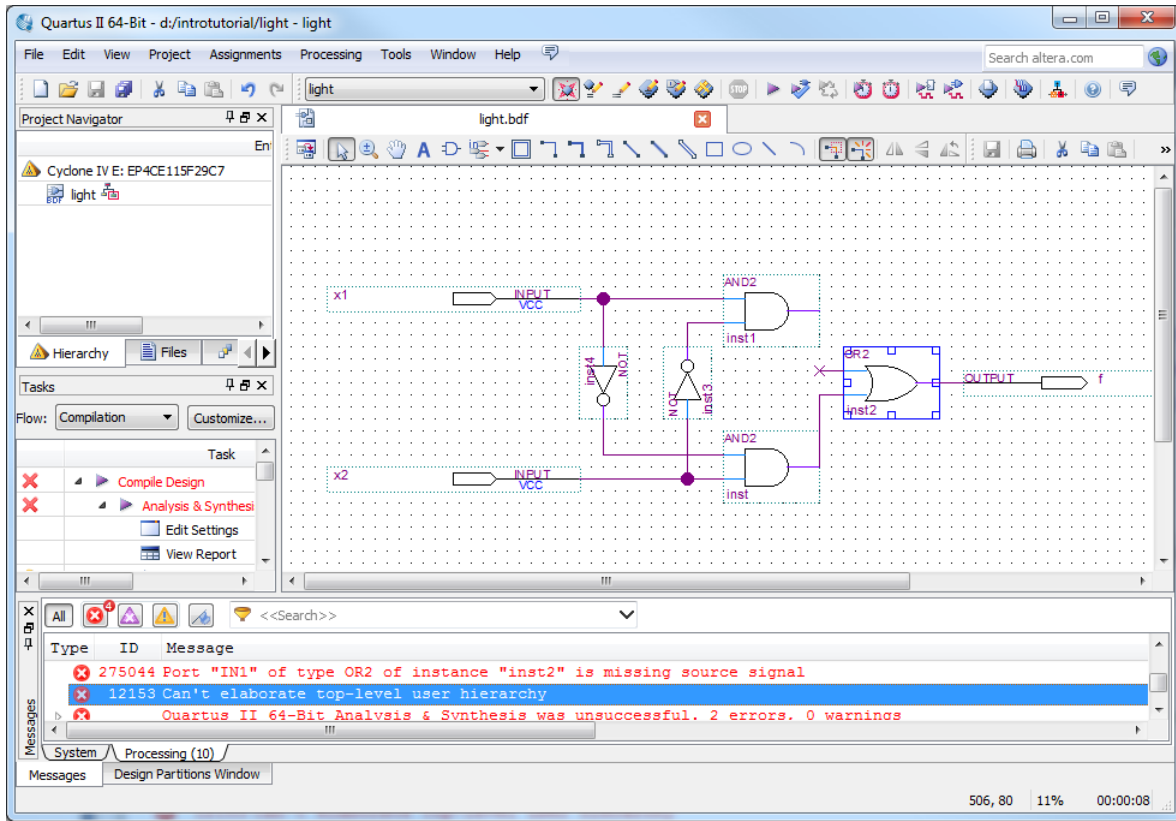 Quartus II 64-Bit - d:/introtutorial/light - light
File Edit View Project Assignments Processing Tools Window Help
Search altera.com
light
Project Navigator
light.bdf
Cyclone IV E: EP4CE115F29C7
BDF light
Hierarchy Files
Tasks
Flow: Compilation Customize...
Task
Compile Design
Analysis & Synthesi
Edit Settings
View Report
x1
INPUT
VCC
AND2
inst1
inst4
NOT
NOT
inst3
OR2
inst2
OUTPUT
f
AND2
inst
x2
INPUT
VCC
All
4
<<Search>>
Type ID Message
275044 Port "IN1" of type OR2 of instance "inst2" is missing source signal
12153 Can't elaborate top-level user hierarchy
Quartus II 64-Bit Analysis & Synthesis was unsuccessful. 2 errors, 0 warnings
Messages
System Processing (10)
Messages Design Partitions Window
506, 80 11% 00:00:08